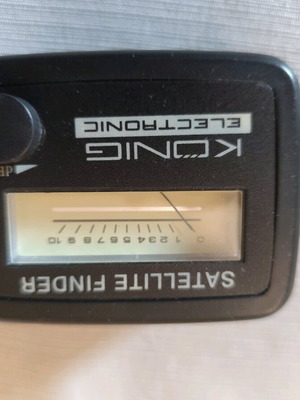 SATELLITE FINDER
0 1 2 3 4 5 6 7 8 9 10
KÖNIG
ELECTRONIC